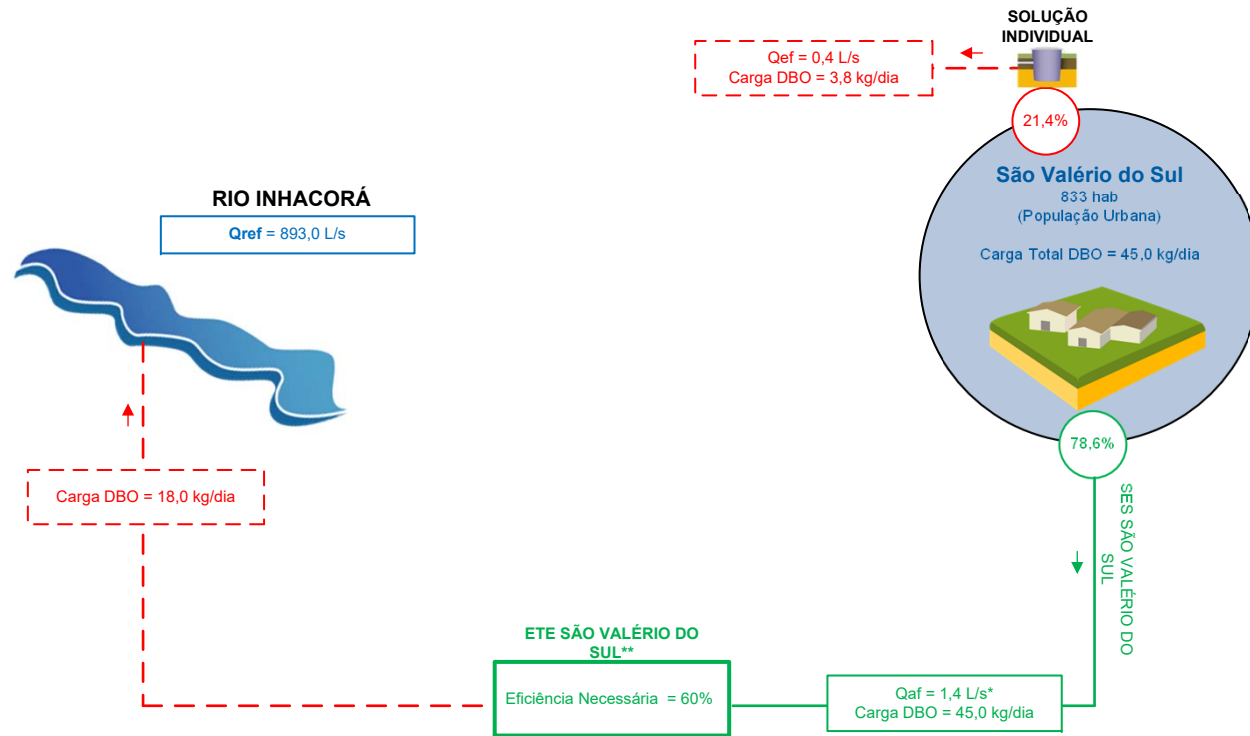 SOLUÇÃO
INDIVIDUAL
Qef = 0,4 L/s
Carga DBO = 3,8 kg/dia
21,4%
São Valério do Sul
833 hab
(População Urbana)
Carga Total DBO = 45,0 kg/dia
RIO INHACORÁ
Qref = 893,0 L/s
78,6%
SES SÃO VALÉRIO DO
SUL
Carga DBO = 18,0 kg/dia
ETE SÃO VALÉRIO DO
SUL**
Eficiência Necessária = 60%
Qaf = 1,4 L/s*
Carga DBO = 45,0 kg/dia